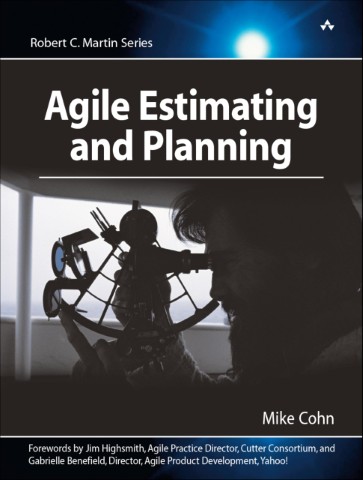 Robert C. Martin Series
Agile Estimating
and Planning
Mike Cohn
Forewords by Jim Highsmith, Agile Practice Director, Cutter Consortium, and
Gabrielle Benefield, Director, Agile Product Development, Yahoo!